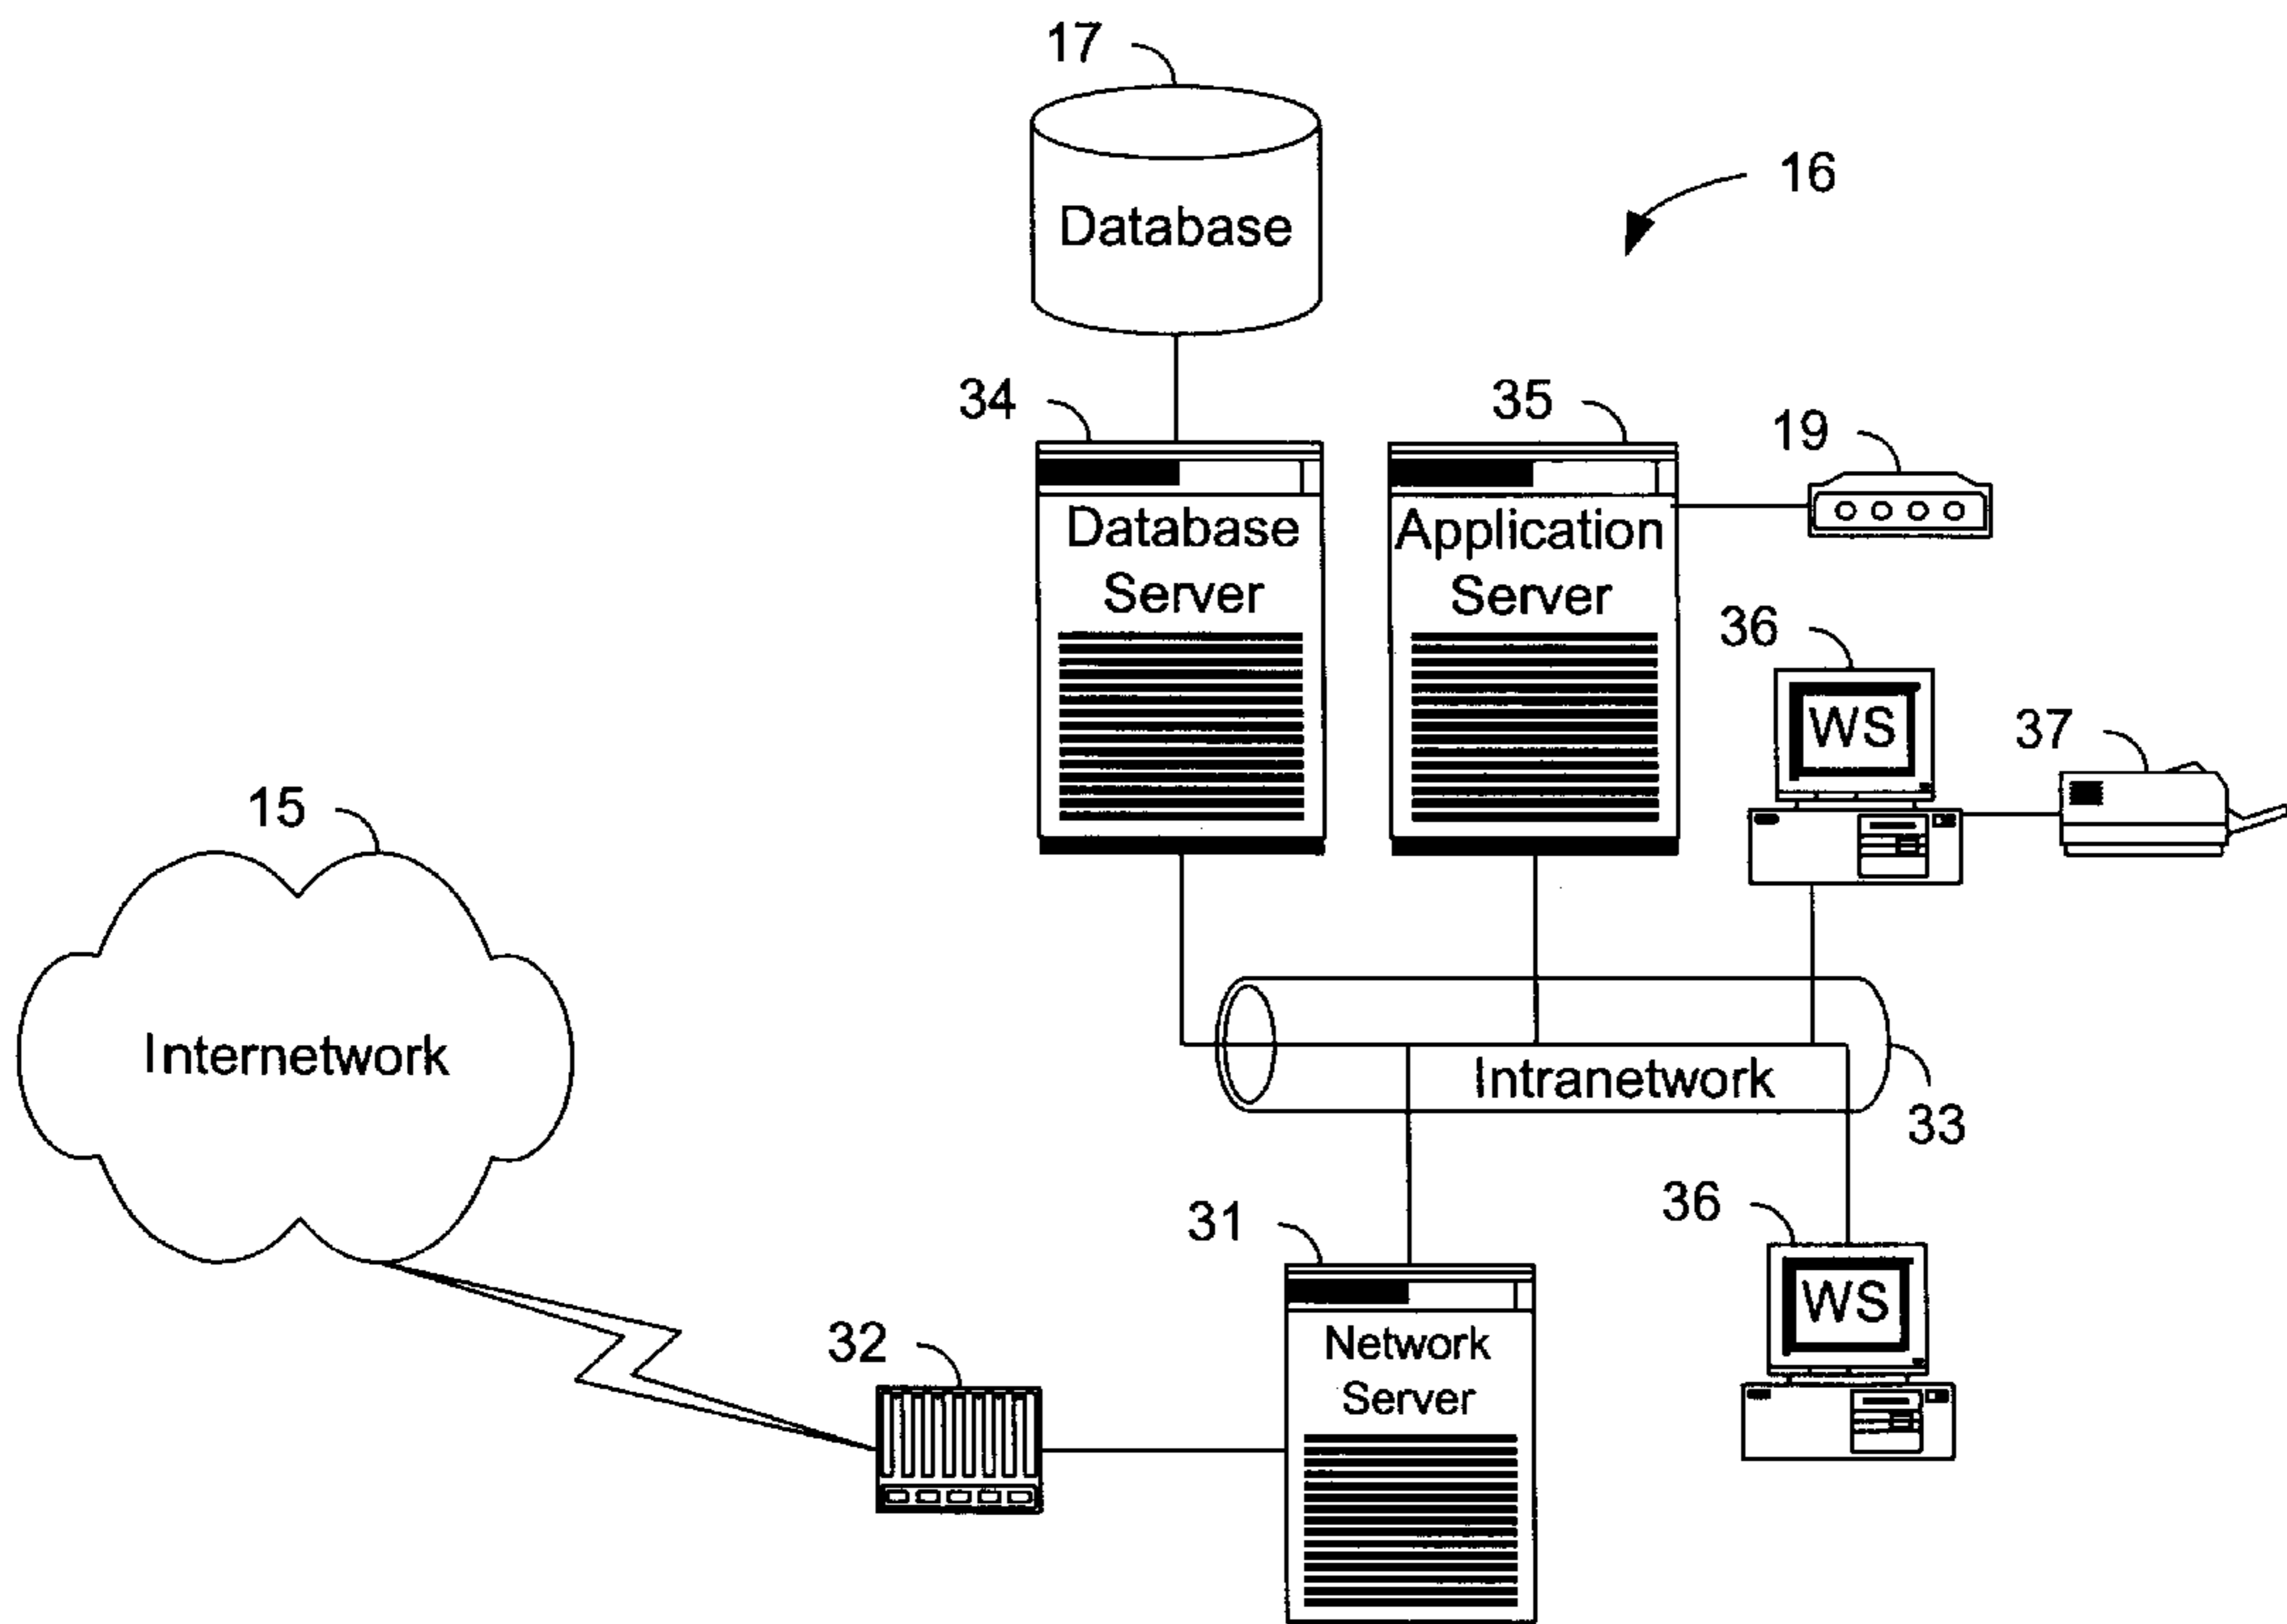 17
Database
16
34
35
19
Database
Server
Application
Server
36
WS
37
15
Internetwork
Intranetwork
33
31
36
WS
32
Network
Server